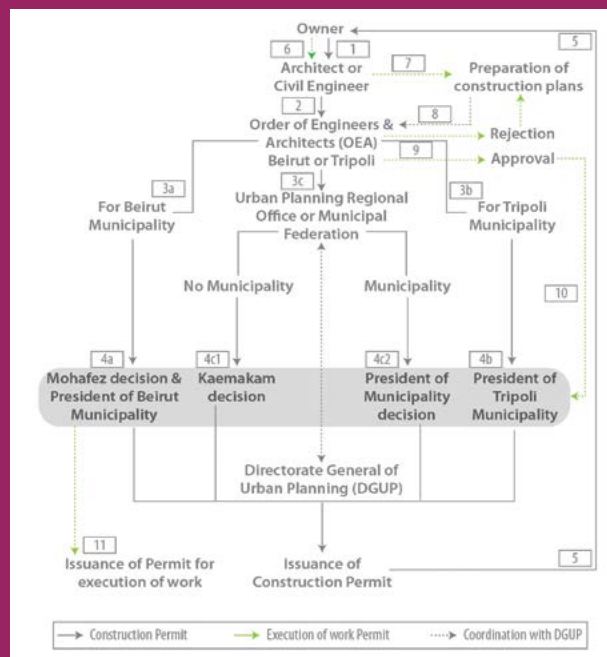 Owner
5
6
1
7
Architect or
Civil Engineer
Preparation of
construction plans
2
8
Order of Engineers &
Architects (OEA)
Beirut or Tripoli
Rejection
9
Approval
3a
3c
3b
For Beirut
Municipality
Urban Planning Regional
Office or Municipal
Federation
For Tripoli
Municipality
No Municipality
Municipality
10
4a
4c1
4c2
4b
Mohafez decision &
President of Beirut
Municipality
Kaemakam
decision
President of
Municipality
decision
President of
Tripoli
Municipality
Directorate General of
Urban Planning (DGUP)
11
Issuance of Permit for
execution of work
Issuance of
Construction Permit
5
Construction Permit
Execution of work Permit
Coordination with DGUP